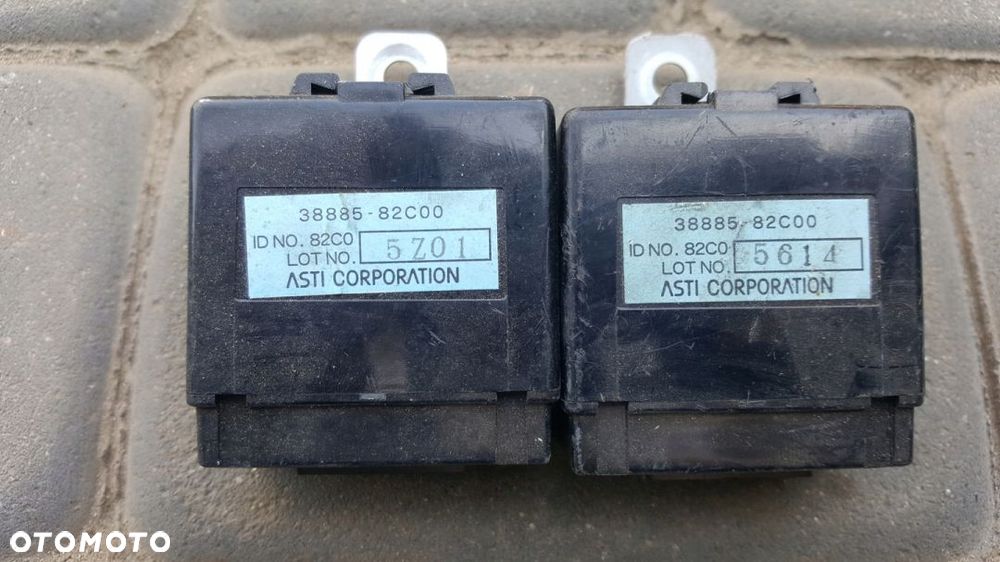 38885-82C00
ID NO. 82C0 5Z01
LOT NO.
ASTI CORPORATION
38885-82C00
ID NO. 82C0 5614
LOT NO.
ASTI CORPORATION
OTOMOTO